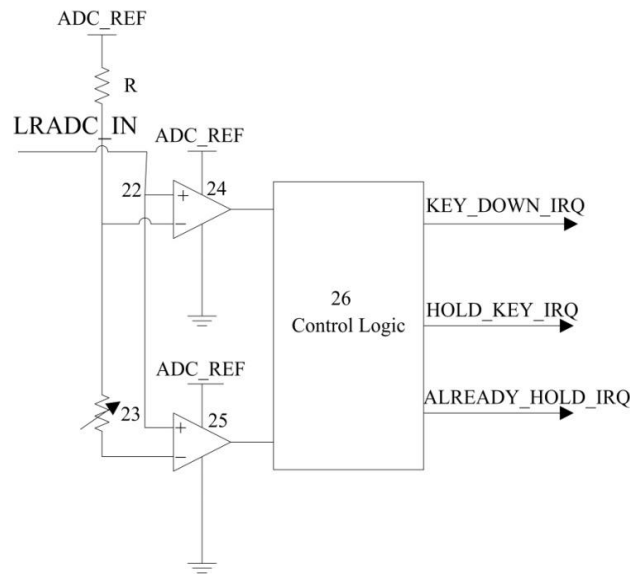 ADC_REF
R
LRADC_IN
ADC_REF
22
24
+
−
KEY_DOWN_IRQ
26
Control Logic
HOLD_KEY_IRQ
ADC_REF
ALREADY_HOLD_IRQ
23
25
+
−